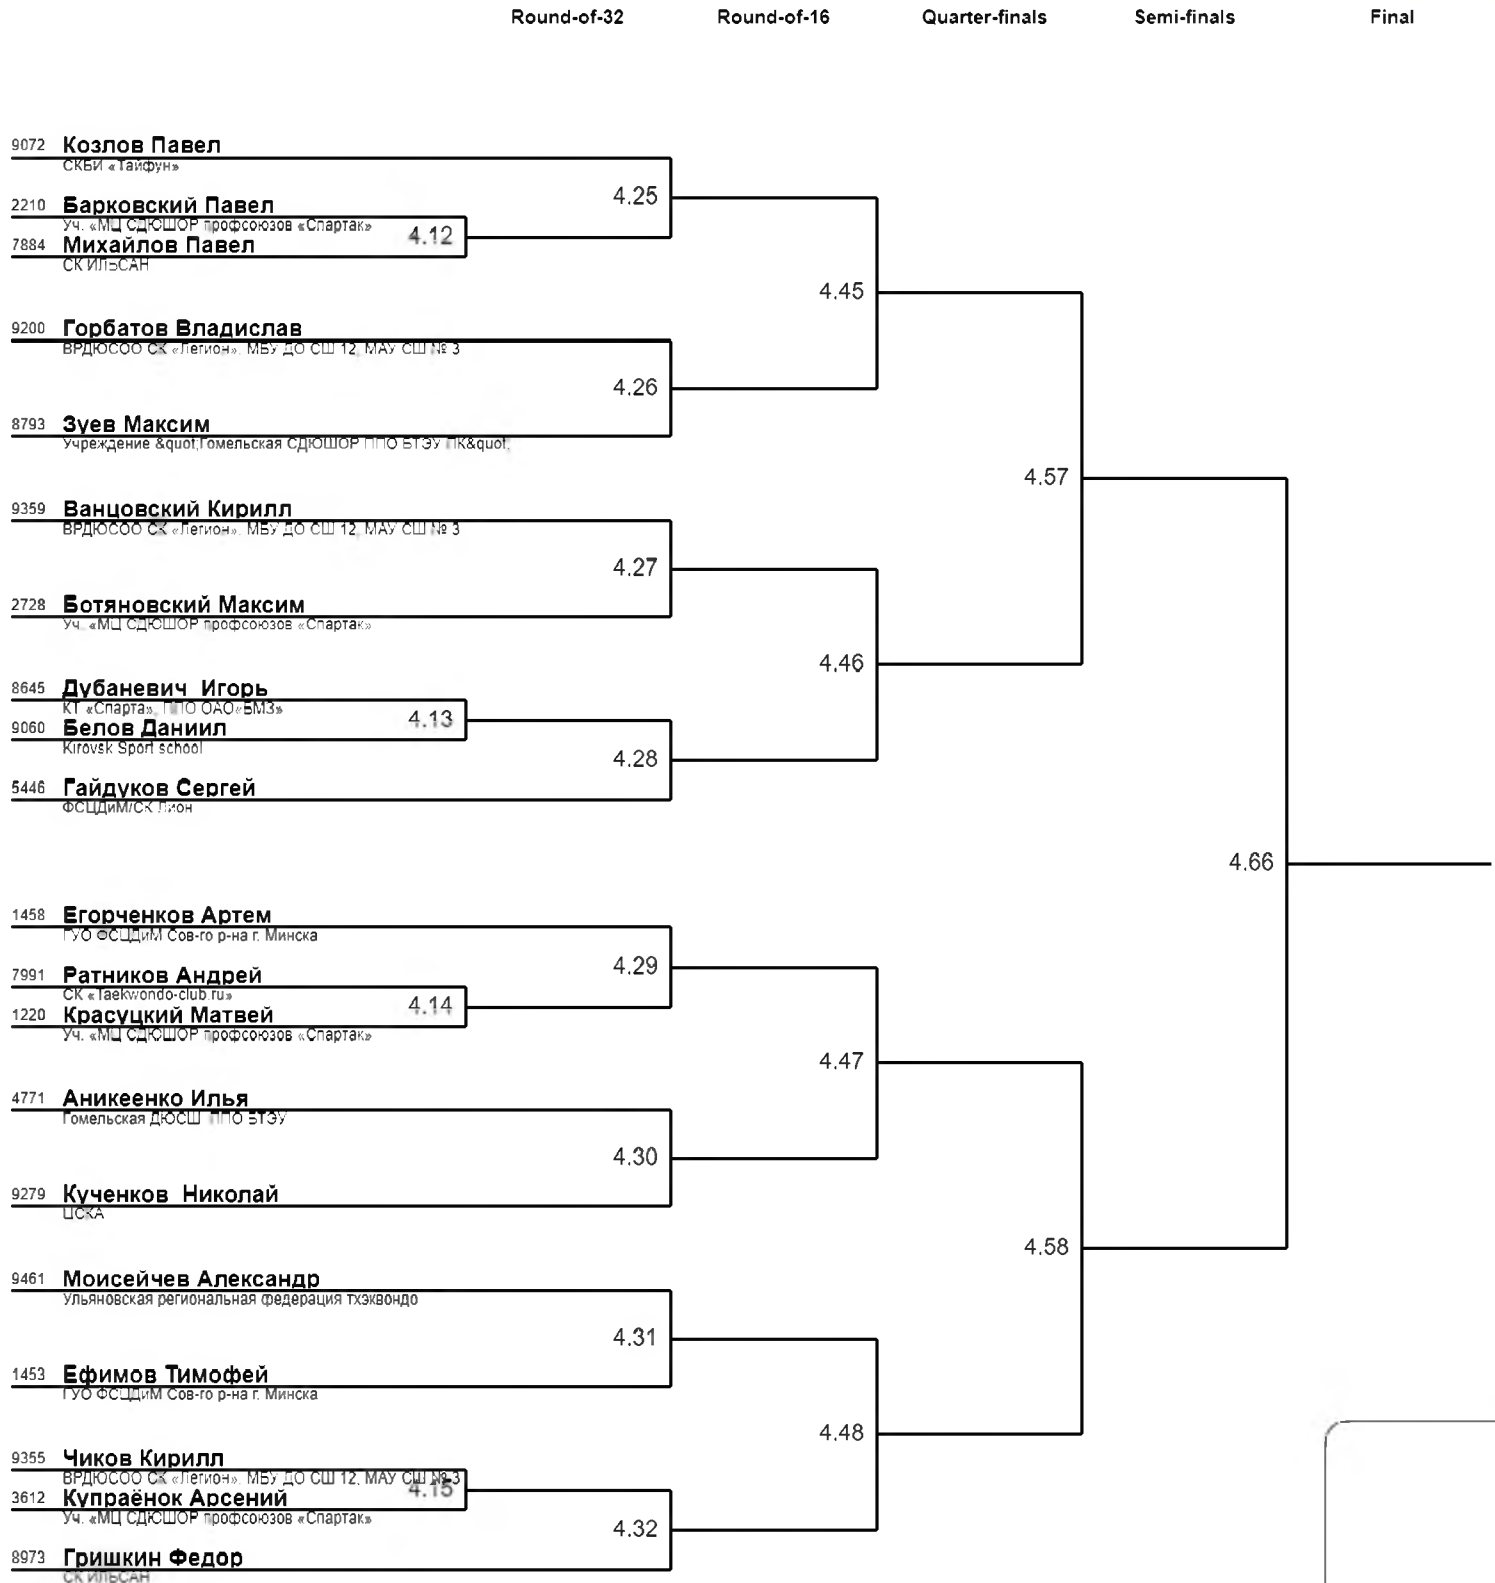 Round-of-32 Round-of-16 Quarter-finals Semi-finals Final
9072 Козлов Павел
СКБИ «Тайфун»
4.25
2210 Барковский Павел
Уч. «МЦ СДЮШОР профсоюзов «Спартак»
4.12
7884 Михайлов Павел
СК ИЛЬСАН
4.45
9200 Горбатов Владислав
ВРДЮСОО СК «Легион», МБУ ДО СШ 12, МАУ СШ № 3
4.26
8793 Зуев Максим
Учреждение &quot;Гомельская СДЮШОР ППО БТЭУ ПК&quot;
4.57
9359 Ванцовский Кирилл
ВРДЮСОО СК «Легион», МБУ ДО СШ 12, МАУ СШ № 3
4.27
2728 Ботяновский Максим
Уч. «МЦ СДЮШОР профсоюзов «Спартак»
4.46
8645 Дубаневич Игорь
КТ «Спарта», ППО ОАО«БМЗ»
4.13
9060 Белов Даниил
Kirovsk Sport school
4.28
5446 Гайдуков Сергей
ФСЦДиМ/СК Лион
4.66
1458 Егорченков Артем
ГУО ФСЦДиМ Сов-го р-на г. Минска
4.29
7991 Ратников Андрей
СК «Taekwondo-club.ru»
4.14
1220 Красуцкий Матвей
Уч. «МЦ СДЮШОР профсоюзов «Спартак»
4.47
4771 Аникеенко Илья
Гомельская ДЮСШ ППО БТЭУ
4.30
9279 Кученков Николай
ЦСКА
4.58
9461 Моисейчев Александр
Ульяновская региональная федерация тхэквондо
4.31
1453 Ефимов Тимофей
ГУО ФСЦДиМ Сов-го р-на г. Минска
4.48
9355 Чиков Кирилл
ВРДЮСОО СК «Легион», МБУ ДО СШ 12, МАУ СШ № 3
4.15
3612 Купраёнок Арсений
Уч. «МЦ СДЮШОР профсоюзов «Спартак»
4.32
8973 Гришкин Федор
СК ИЛЬСАН